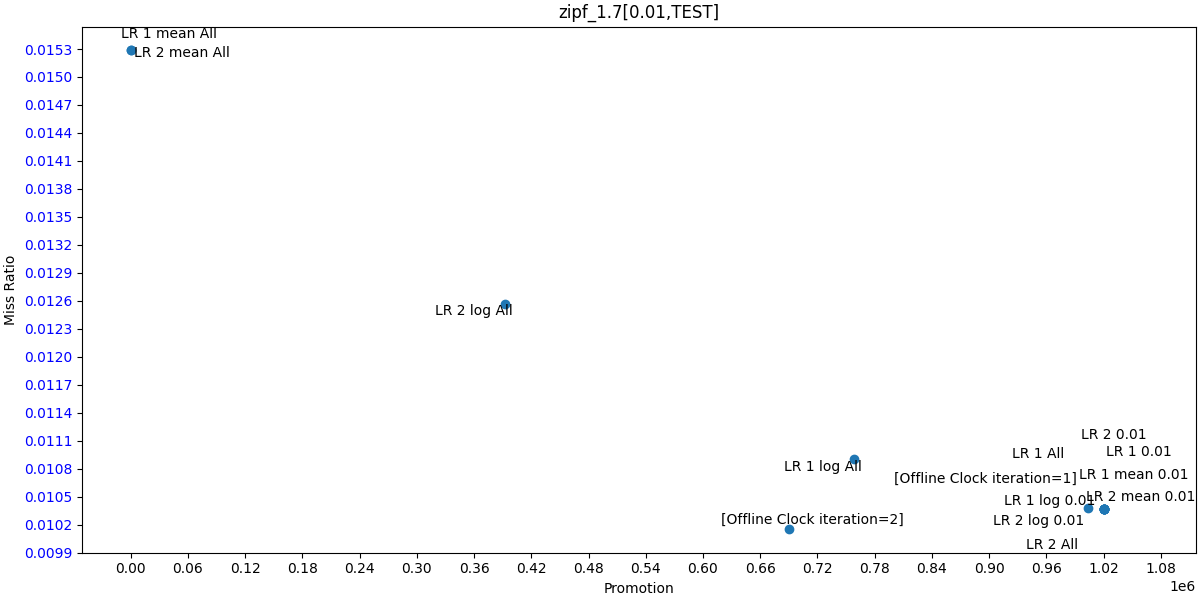 zipf_1.7[0.01,TEST]
LR 1 mean All
LR 2 mean All
LR 2 log All
LR 1 log All
[Offline Clock iteration=2]
LR 2 0.01
LR 1 All
LR 1 0.01
[Offline Clock iteration=1]
LR 1 mean 0.01
LR 1 log 0.01
LR 2 mean 0.01
LR 2 log 0.01
LR 2 All
Miss Ratio
0.0153
0.0150
0.0147
0.0144
0.0141
0.0138
0.0135
0.0132
0.0129
0.0126
0.0123
0.0120
0.0117
0.0114
0.0111
0.0108
0.0105
0.0102
0.0099
0.00 0.06 0.12 0.18 0.24 0.30 0.36 0.42 0.48 0.54 0.60 0.66 0.72 0.78 0.84 0.90 0.96 1.02 1.08
1e6
Promotion